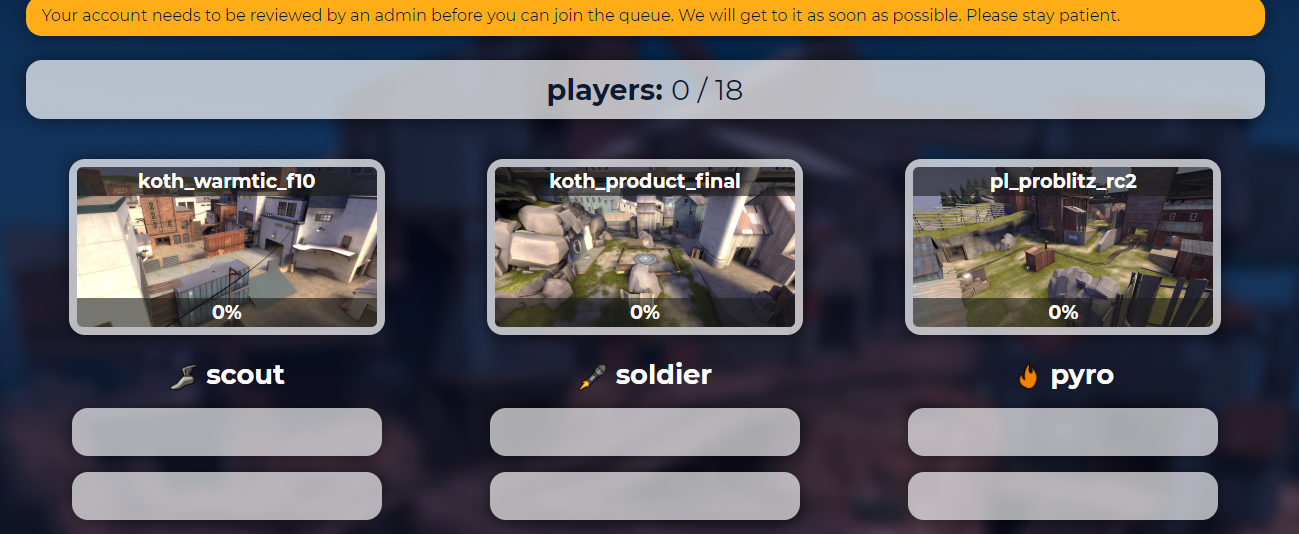 Your account needs to be reviewed by an admin before you can join the queue. We will get to it as soon as possible. Please stay patient.
players: 0 / 18
koth_warmtic_f10
koth_product_final
pl_problitz_rc2
0%
0%
0%
scout
soldier
pyro